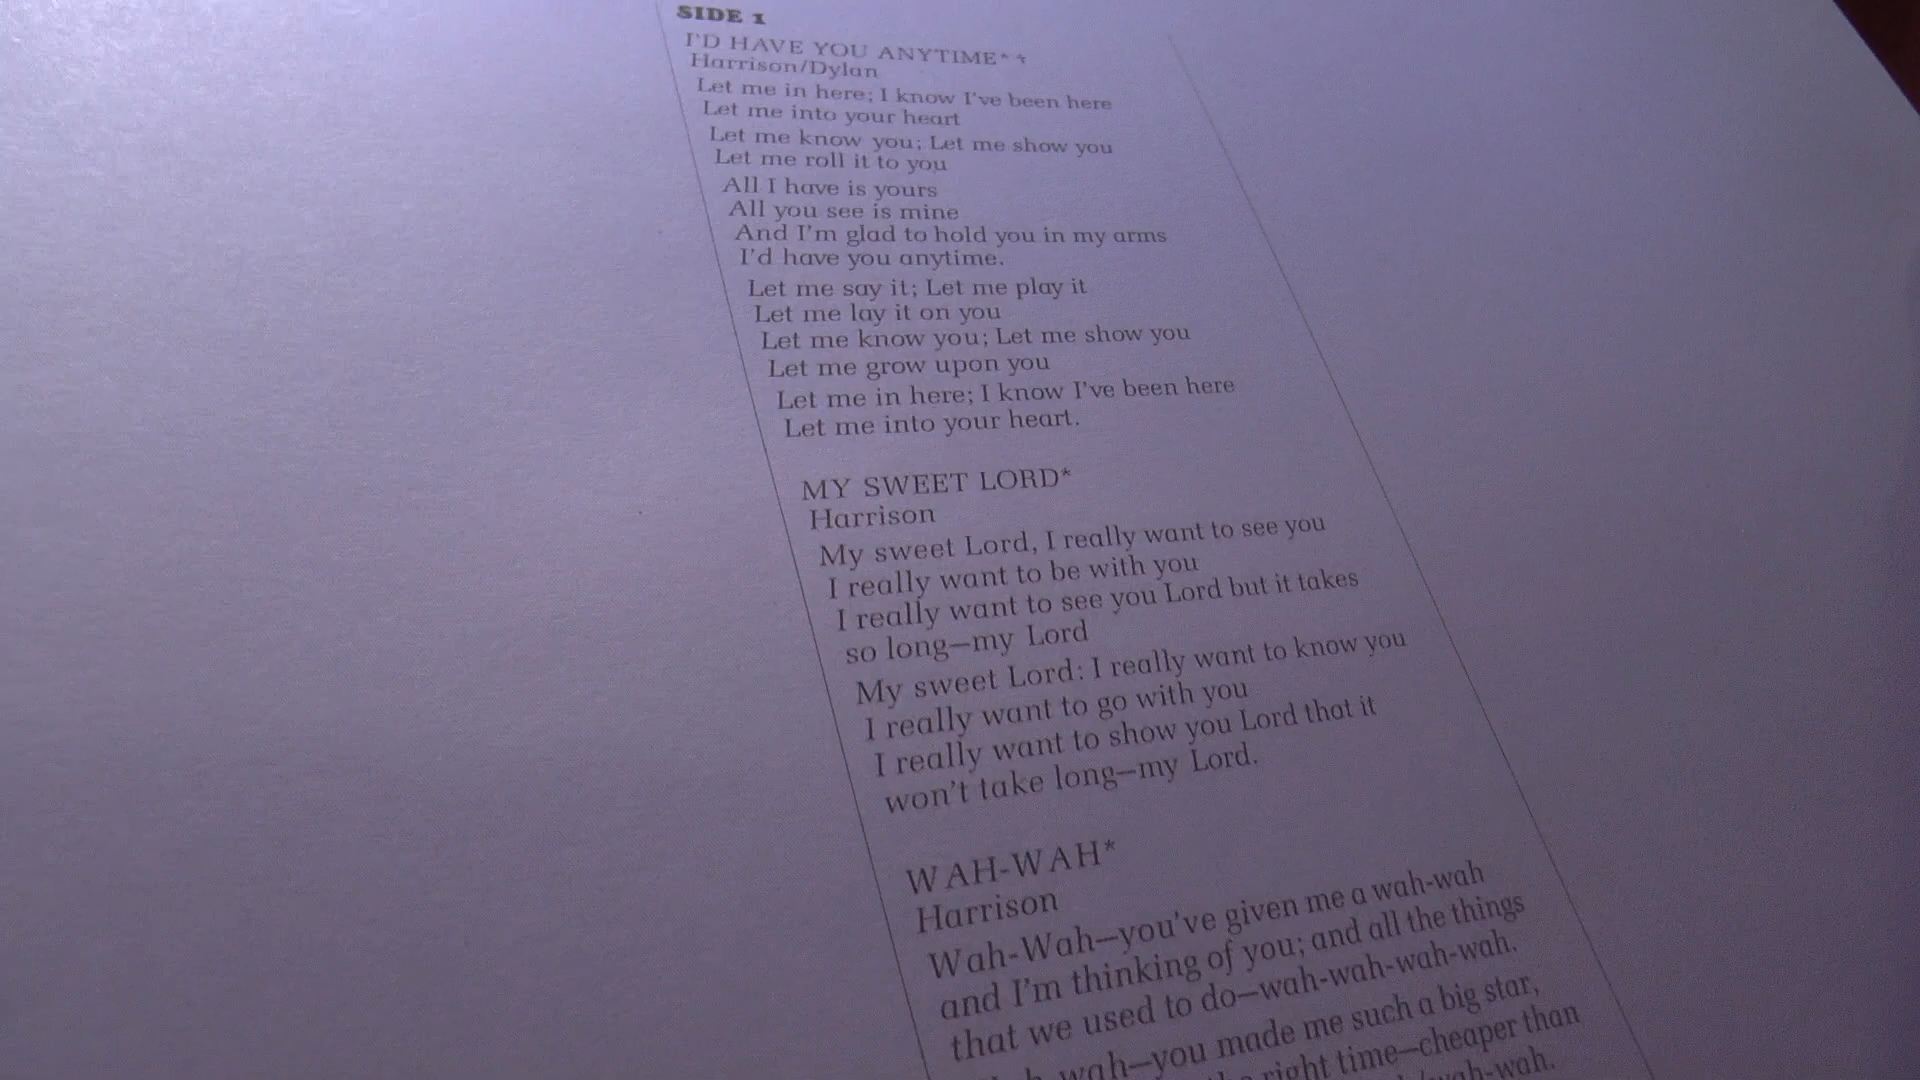 SIDE 1
I'D HAVE YOU ANYTIME* †
Harrison/Dylan
Let me in here; I know I've been here
Let me into your heart
Let me know you; Let me show you
Let me roll it to you
All I have is yours
All you see is mine
And I'm glad to hold you in my arms
I'd have you anytime.
Let me say it; Let me play it
Let me lay it on you
Let me know you; Let me show you
Let me grow upon you
Let me in here; I know I've been here
Let me into your heart.
MY SWEET LORD*
Harrison
My sweet Lord, I really want to see you
I really want to be with you
I really want to see you Lord but it takes
so long—my Lord
My sweet Lord: I really want to know you
I really want to go with you
I really want to show you Lord that it
won't take long—my Lord.
WAH-WAH*
Harrison
Wah-Wah—you've given me a wah-wah
and I'm thinking of you; and all the things
that we used to do—wah-wah-wah-wah.
wah—you made me such a big star,
right time—cheaper than
wah-wah.